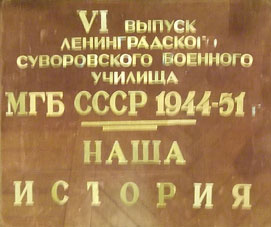 VI ВЫПУСК
ЛЕНИНГРАДСКОГО
СУВОРОВСКОГО ВОЕННОГО
УЧИЛИЩА
МГБ СССР 1944-51
НАША
ИСТОРИЯ